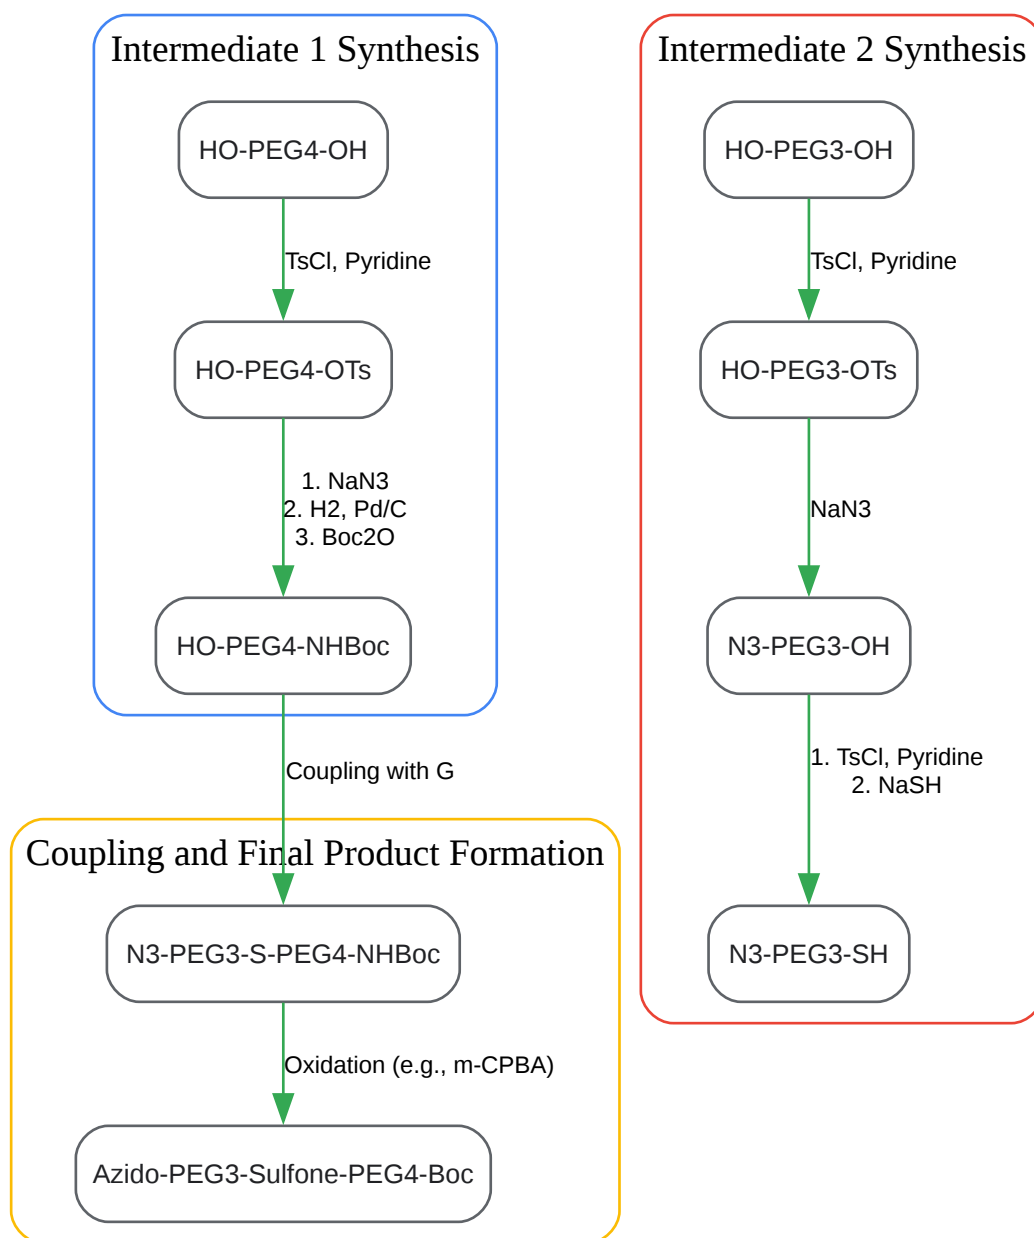 Intermediate 1 Synthesis
HO-PEG4-OH
TsCl, Pyridine
HO-PEG4-OTs
1. NaN3
2. H2, Pd/C
3. Boc2O
HO-PEG4-NHBoc
Coupling with G
Coupling and Final Product Formation
N3-PEG3-S-PEG4-NHBoc
Oxidation (e.g., m-CPBA)
Azido-PEG3-Sulfone-PEG4-Boc
Intermediate 2 Synthesis
HO-PEG3-OH
TsCl, Pyridine
HO-PEG3-OTs
NaN3
N3-PEG3-OH
1. TsCl, Pyridine
2. NaSH
N3-PEG3-SH